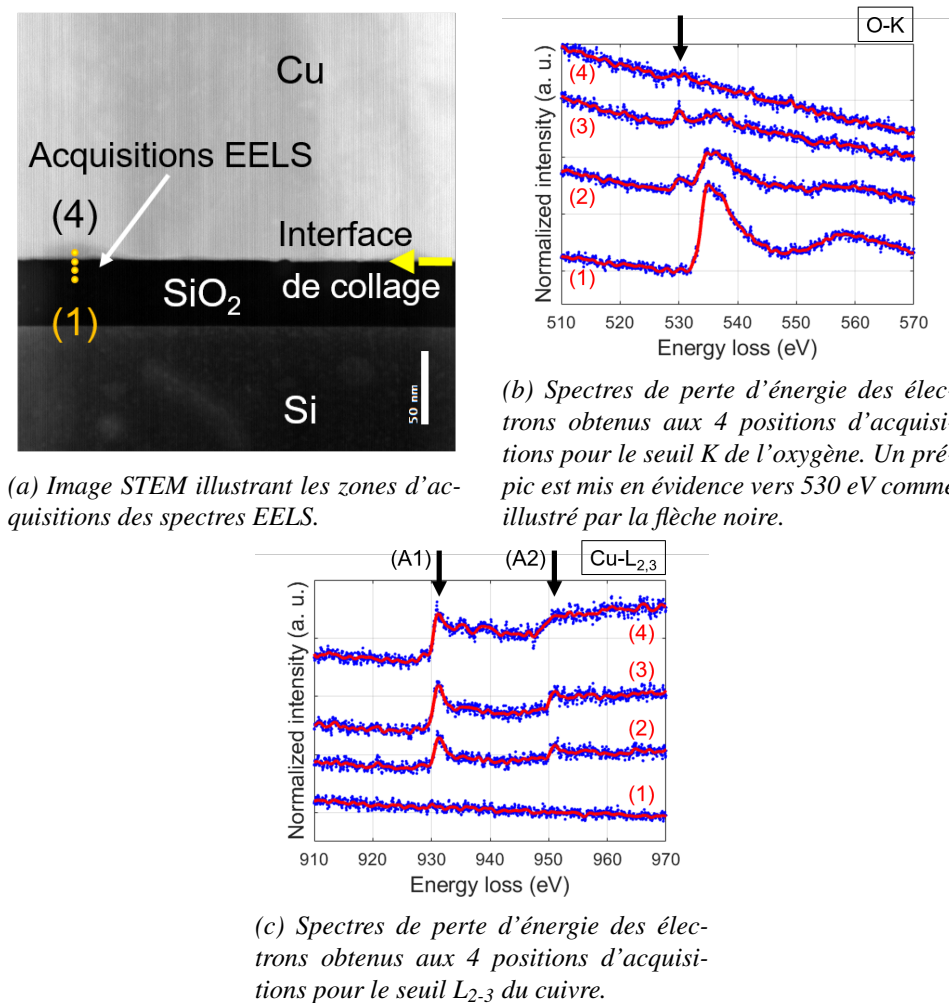 Cu
Acquisitions EELS
(4)
Interface
de collage
SiO2
(1)
Si
50 nm
(a) Image STEM illustrant les zones d'ac-
quisitions des spectres EELS.
O-K
Normalized intensity (a. u.)
(4)
(3)
(2)
(1)
510 520 530 540 550 560 570
Energy loss (eV)
(b) Spectres de perte d'énergie des élec-
trons obtenus aux 4 positions d'acquisi-
tions pour le seuil K de l'oxygène. Un pré-
pic est mis en évidence vers 530 eV comme
illustré par la flèche noire.
(A1) (A2) Cu-L2,3
Normalized intensity (a. u.)
(4)
(3)
(2)
(1)
910 920 930 940 950 960 970
Energy loss (eV)
(c) Spectres de perte d'énergie des élec-
trons obtenus aux 4 positions d'acquisi-
tions pour le seuil L2-3 du cuivre.